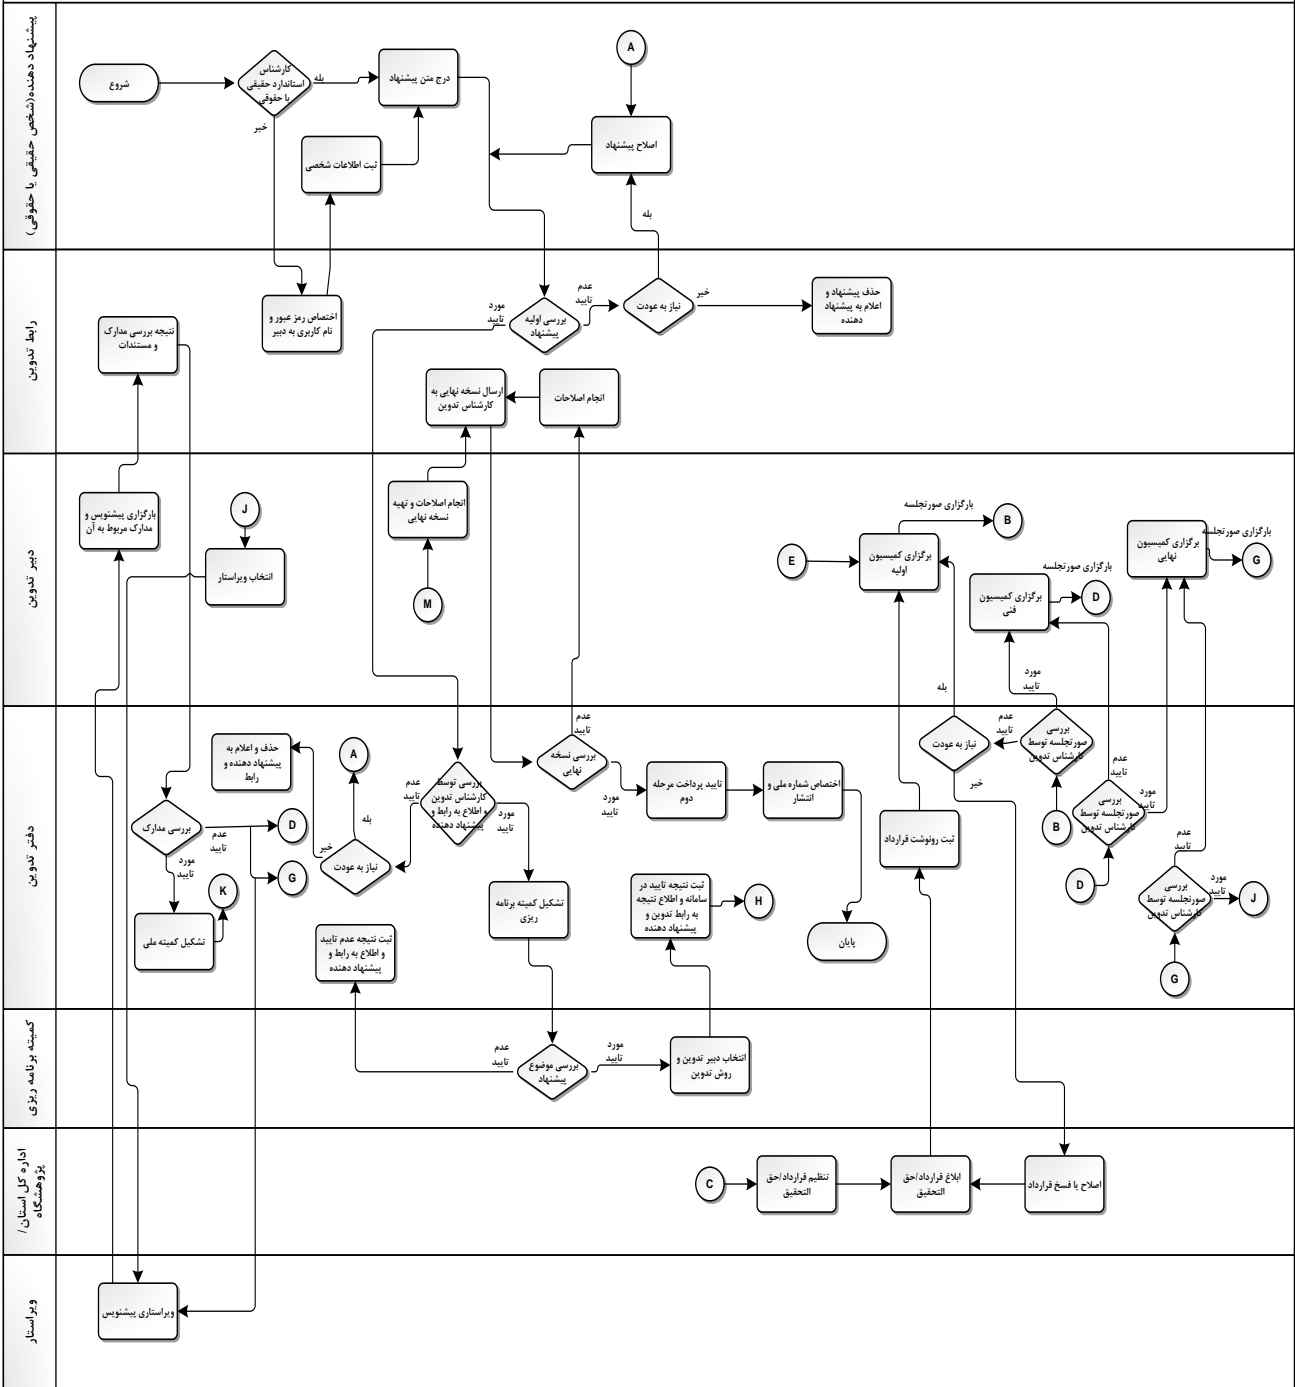 پیشنهاد دهنده(شخص حقیقی یا حقوقی)
شروع
کارشناس
استاندارد حقیقی
یا حقوقی
بله
خیر
درج متن پیشنهاد
ثبت اطلاعات شخصی
A
اصلاح پیشنهاد
بله
رابط تدوین
نتیجه بررسی مدارک
و مستندات
اختصاص رمز عبور و
نام کاربری به دبیر
مورد
تایید
بررسی اولیه
پیشنهاد
عدم
تایید
نیاز به عودت
خیر
حذف پیشنهاد و
اعلام به پیشنهاد
دهنده
ارسال نسخه نهایی به
کارشناس تدوین
انجام اصلاحات
دبیر تدوین
بارگزاری پیشنویس و
مدارک مربوط به آن
J
انتخاب ویراستار
انجام اصلاحات و تهیه
نسخه نهایی
M
E
برگزاری کمیسیون
اولیه
بارگزاری صورتجلسه
B
برگزاری کمیسیون
فنی
بارگزاری صورتجلسه
D
برگزاری کمیسیون
نهایی
بارگزاری صورتجلسه
G
مورد
تایید
بله
دفتر تدوین
حذف و اعلام به
پیشنهاد دهنده و
رابط
A
بله
خیر
نیاز به عودت
عدم
تایید
بررسی توسط
کارشناس تدوین
و اطلاع به رابط و
پیشنهاد دهنده
مورد
تایید
بررسی مدارک
عدم
تایید
D
G
مورد
تایید
K
تشکیل کمیته ملی
تشکیل کمیته برنامه
ریزی
ثبت نتیجه عدم تایید
و اطلاع به رابط و
پیشنهاد دهنده
عدم
تایید
بررسی نسخه
نهایی
مورد
تایید
تایید پرداخت مرحله
دوم
اختصاص شماره ملی و
انتشار
پایان
ثبت نتیجه تایید در
سامانه و اطلاع نتیجه
به رابط تدوین و
پیشنهاد دهنده
H
ثبت رونوشت قرارداد
نیاز به عودت
خیر
عدم
تایید
بررسی
صورتجلسه توسط
کارشناس تدوین
B
عدم
تایید
بررسی
صورتجلسه توسط
کارشناس تدوین
مورد
تایید
D
عدم
تایید
بررسی
صورتجلسه توسط
کارشناس تدوین
مورد
تایید
J
G
کمیته برنامه ریزی
عدم
تایید
بررسی موضوع
پیشنهاد
مورد
تایید
انتخاب دبیر تدوین و
روش تدوین
اداره کل استان/
پژوهشگاه
C
تنظیم قرارداد/حق
التحقیق
ابلاغ قرارداد/حق
التحقیق
اصلاح یا فسخ قرارداد
ویراستار
ویراستاری پیشنویس